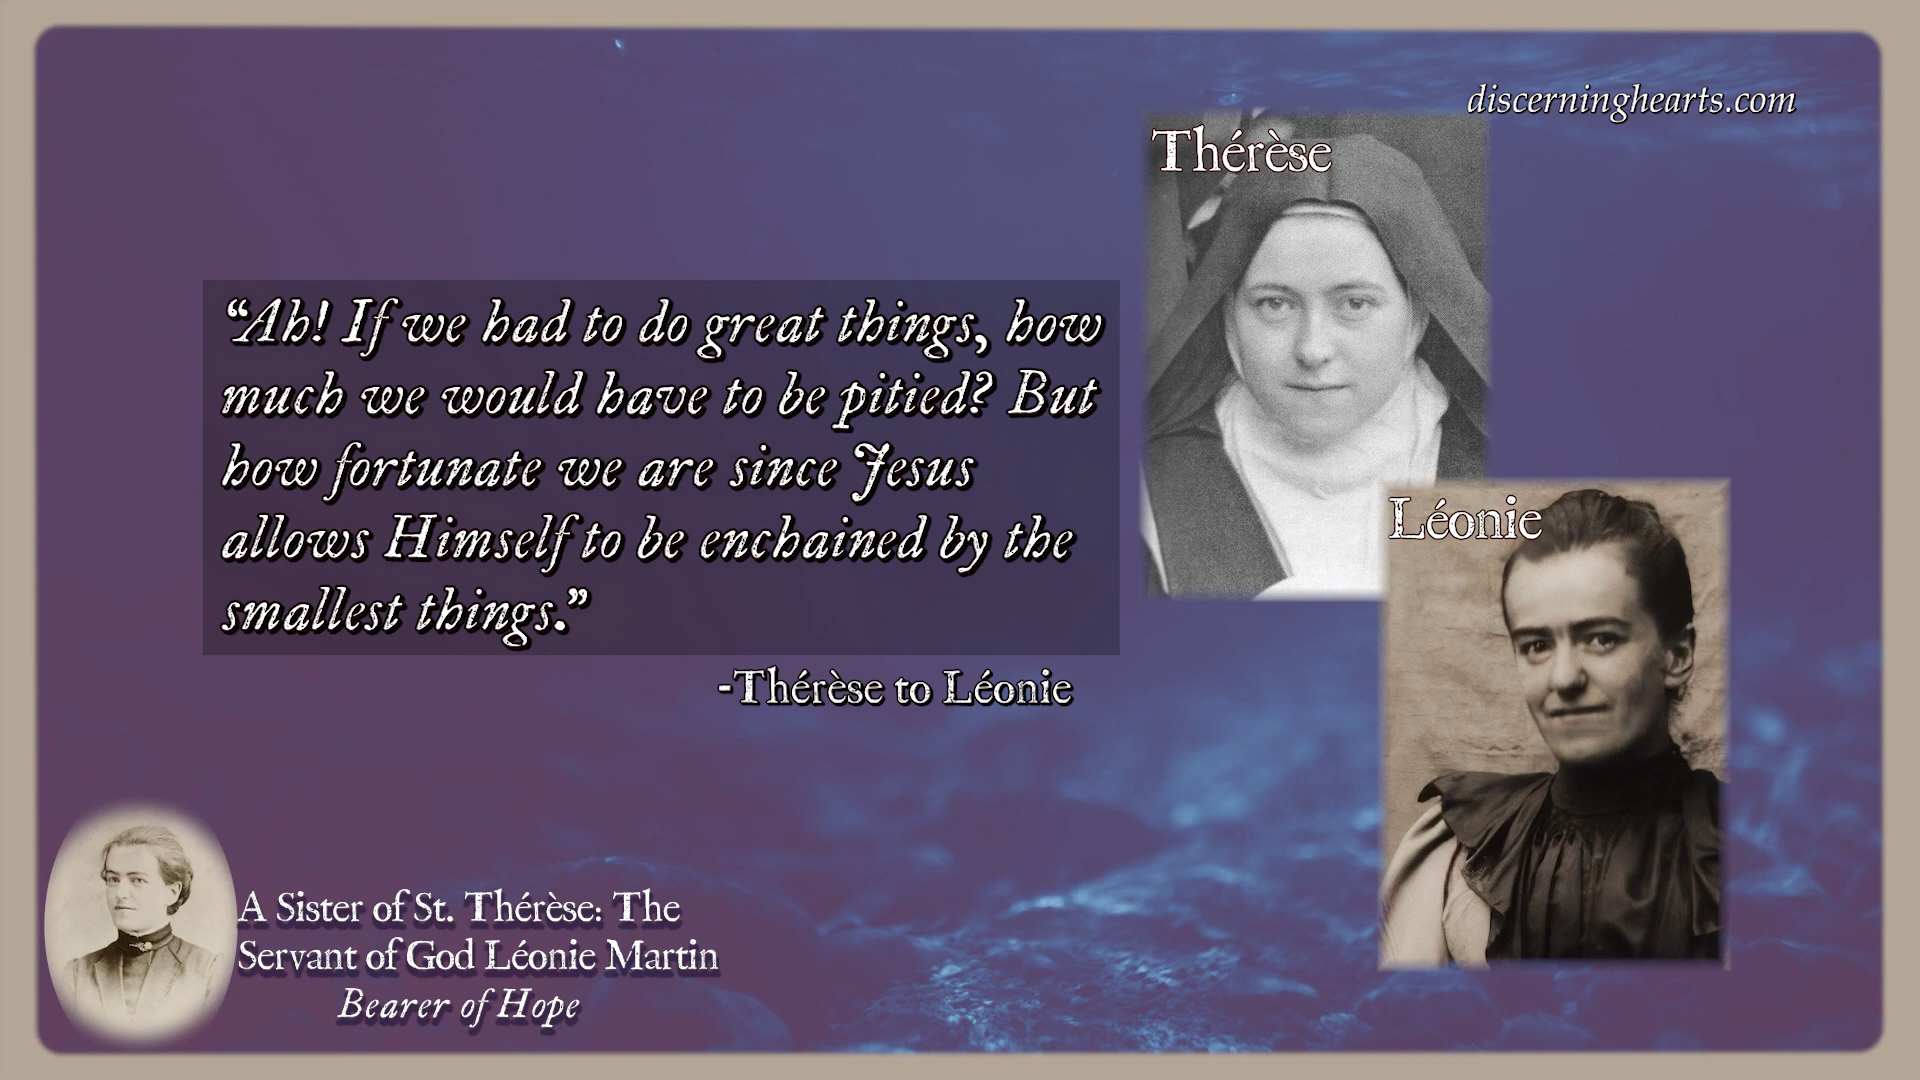 discerninghearts.com
Thérèse
“Ah! If we had to do great things, how
much we would have to be pitied? But
how fortunate we are since Jesus
allows Himself to be enchained by the
smallest things.”
-Thérèse to Léonie
Léonie
A Sister of St. Thérèse: The
Servant of God Léonie Martin
Bearer of Hope